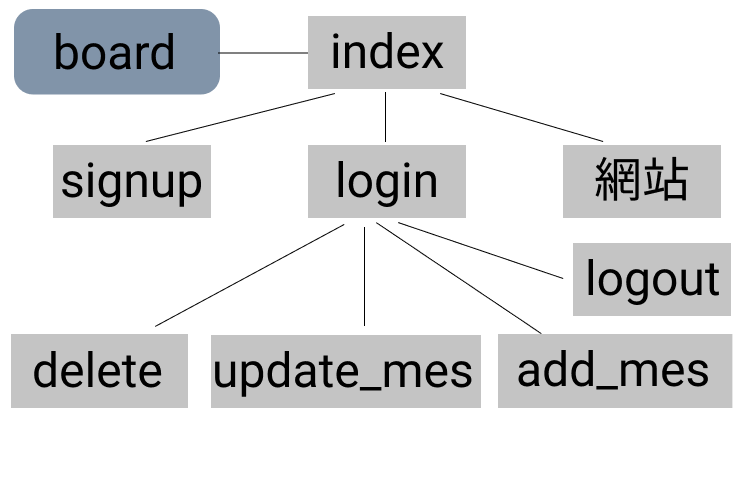 board
index
signup
login
網站
logout
delete
update_mes
add_mes